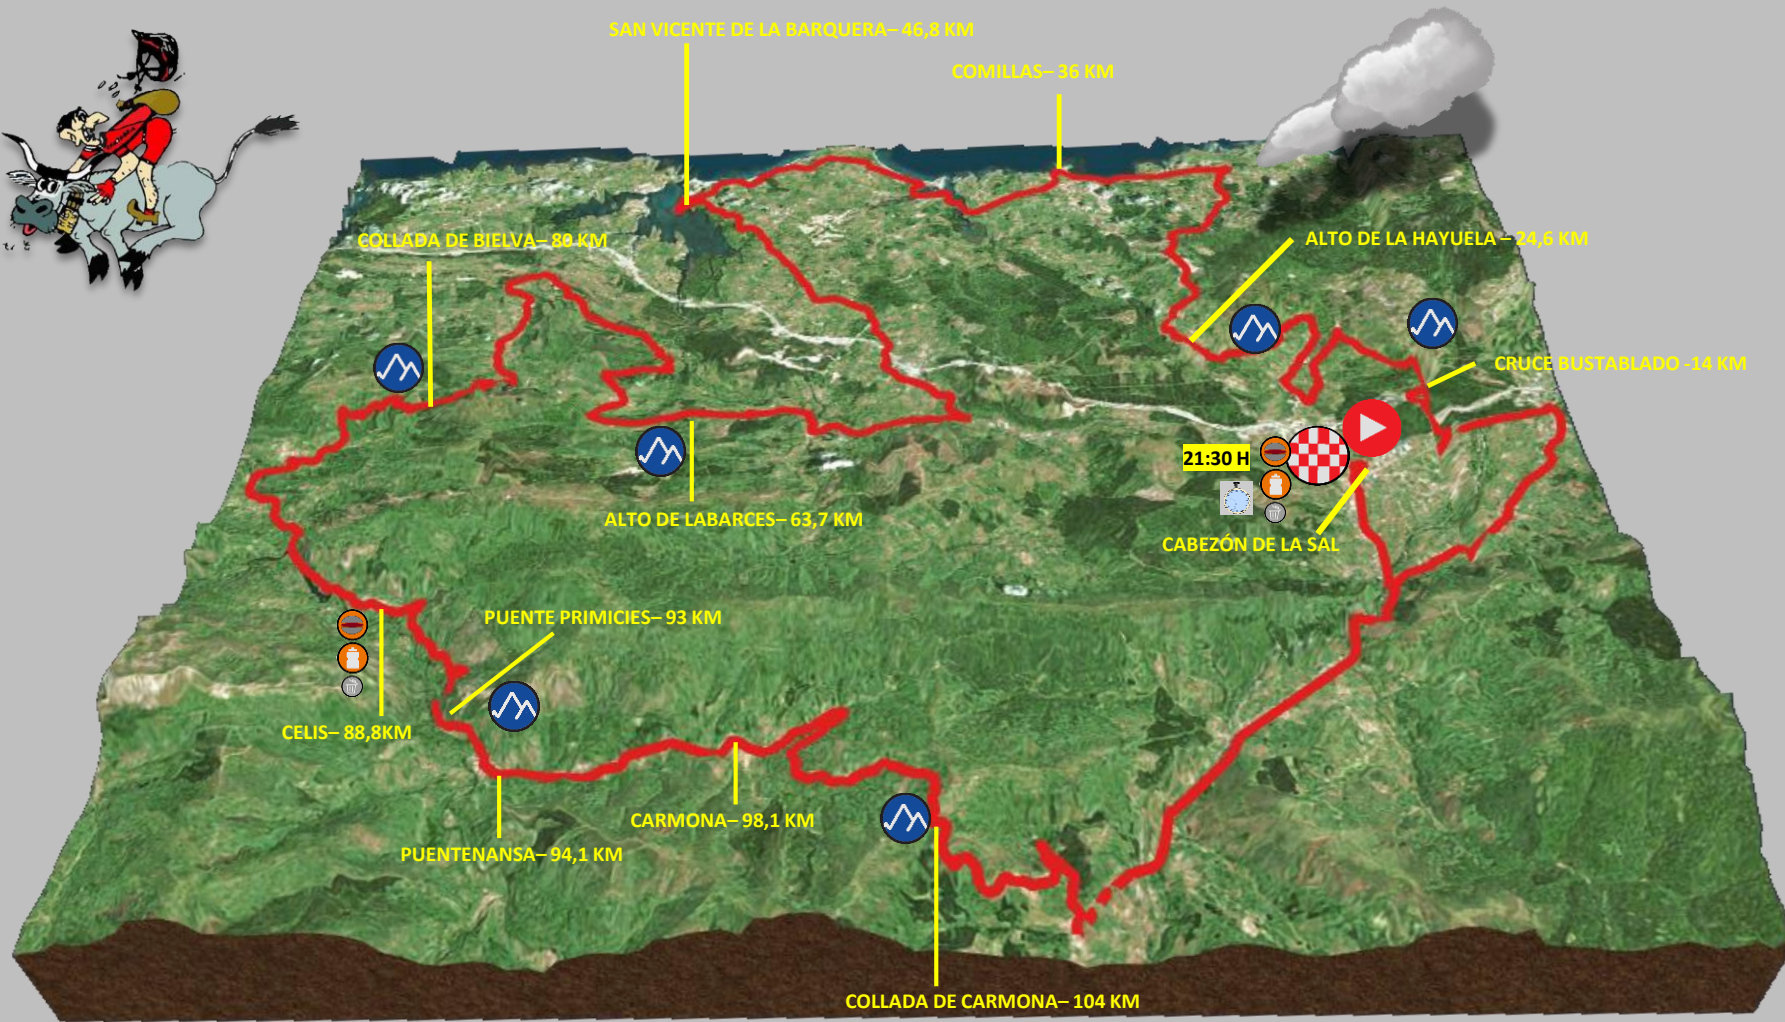 SAN VICENTE DE LA BARQUERA– 46,8 KM
COMILLAS– 36 KM
COLLADA DE BIELVA– 80 KM
ALTO DE LA HAYUELA – 24,6 KM
CRUCE BUSTABLADO -14 KM
21:30 H
ALTO DE LABARCES– 63,7 KM
CABEZÓN DE LA SAL
PUENTE PRIMICIES– 93 KM
CELIS– 88,8KM
CARMONA– 98,1 KM
PUENTENANSA– 94,1 KM
COLLADA DE CARMONA– 104 KM